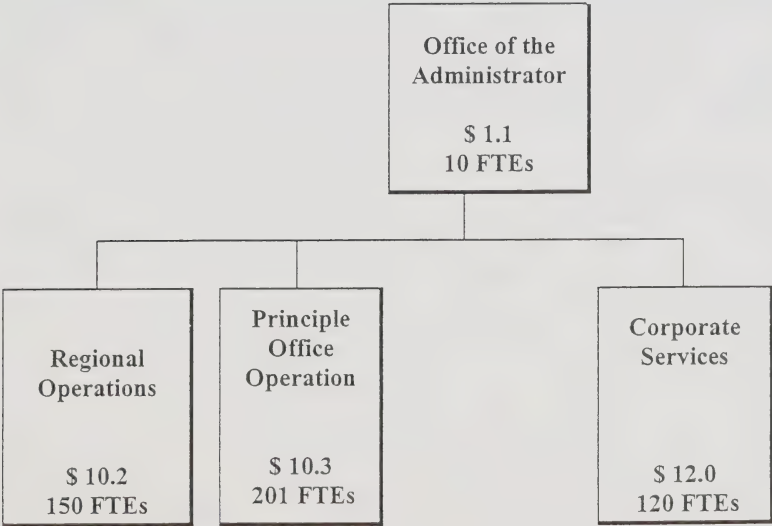 Office of the
Administrator
$ 1.1
10 FTEs
Regional
Operations
$ 10.2
150 FTEs
Principle
Office
Operation
$ 10.3
201 FTEs
Corporate
Services
$ 12.0
120 FTEs